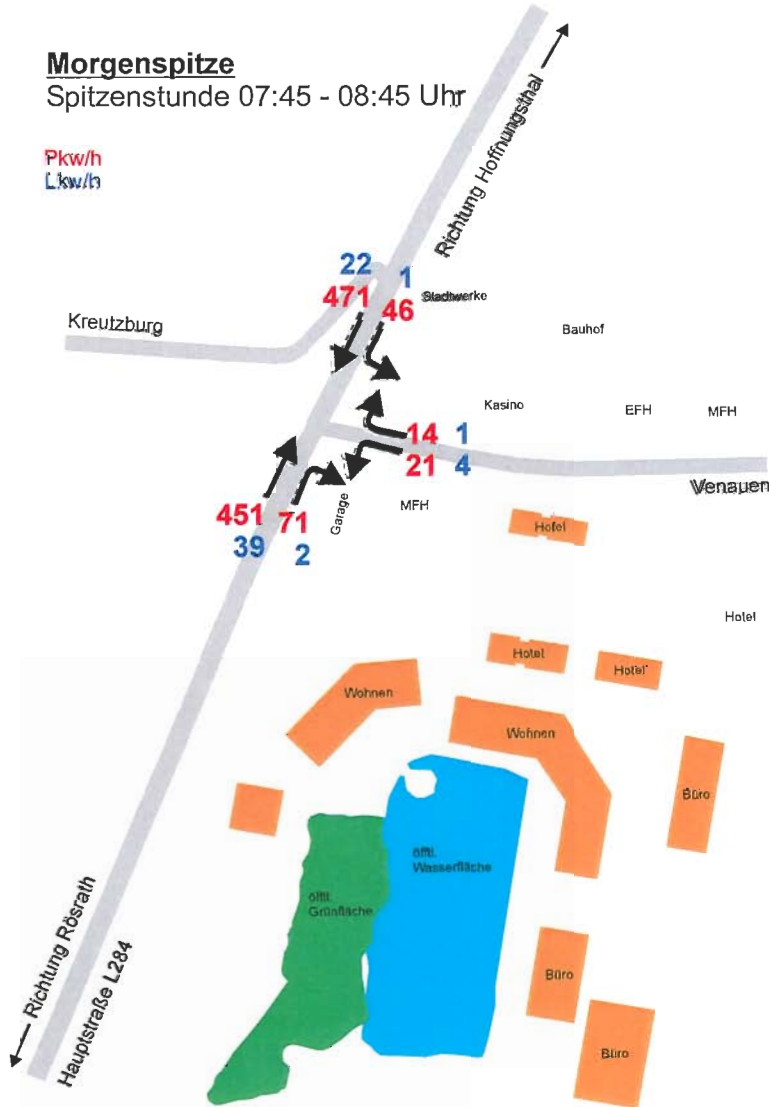 Morgenspitze
Spitzenstunde 07:45 - 08:45 Uhr
Pkw/h
Lkw/h
Richtung Hoffnungsthal
22 1
471 46
Stadtwerke
Kreutzburg
Bauhof
Kasino
EFH
MFH
14 1
21 4
Venauen
451 71
39 2
Garage
MFH
Hotel
Hotel
Hotel
Hotel
Wohnen
Wohnen
Büro
öfftl.
Wasserfläche
öfftl.
Grünfläche
Büro
Büro
Richtung Rösrath
Hauptstraße L284